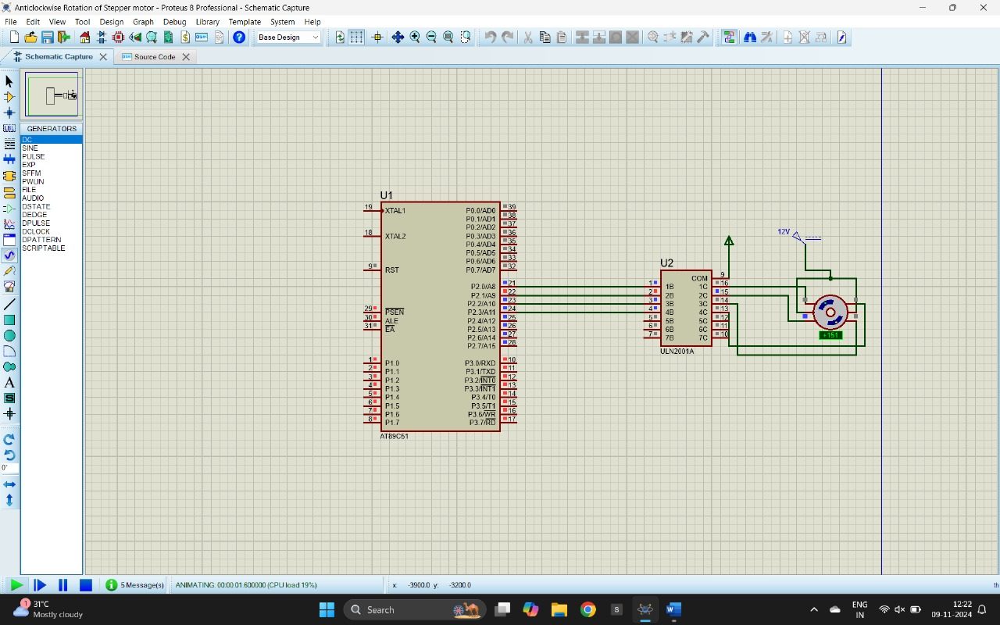 Anticlockwise Rotation of Stepper motor - Proteus 8 Professional - Schematic Capture
File Edit View Tool Design Graph Debug Library Template System Help
Base Design
Schematic Capture
Source Code
GENERATORS
DC
SINE
PULSE
EXP
SFFM
PWLIN
FILE
AUDIO
DSTATE
DEDGE
DPULSE
DCLOCK
DPATTERN
SCRIPTABLE
LBL
A
S
0°
U1
19 XTAL1
18 XTAL2
9 RST
29 PSEN
30 ALE
31 EA
1 P1.0
2 P1.1
3 P1.2
4 P1.3
5 P1.4
6 P1.5
7 P1.6
8 P1.7
P0.0/AD0 39
P0.1/AD1 38
P0.2/AD2 37
P0.3/AD3 36
P0.4/AD4 35
P0.5/AD5 34
P0.6/AD6 33
P0.7/AD7 32
P2.0/A8 21
P2.1/A9 22
P2.2/A10 23
P2.3/A11 24
P2.4/A12 25
P2.5/A13 26
P2.6/A14 27
P2.7/A15 28
P3.0/RXD 10
P3.1/TXD 11
P3.2/INT0 12
P3.3/INT1 13
P3.4/T0 14
P3.5/T1 15
P3.6/WR 16
P3.7/RD 17
AT89C51
U2
COM 9
1 1B 1C 16
2 2B 2C 15
3 3B 3C 14
4 4B 4C 13
5 5B 5C 12
6 6B 6C 11
7 7B 7C 10
ULN2001A
12V
+151
5 Message(s)
ANIMATING: 00:00:01.600000 (CPU load 19%)
x: -3900.0 y: -3200.0
th
1
31°C
Mostly cloudy
Search
S
ENG
IN
12:22
09-11-2024